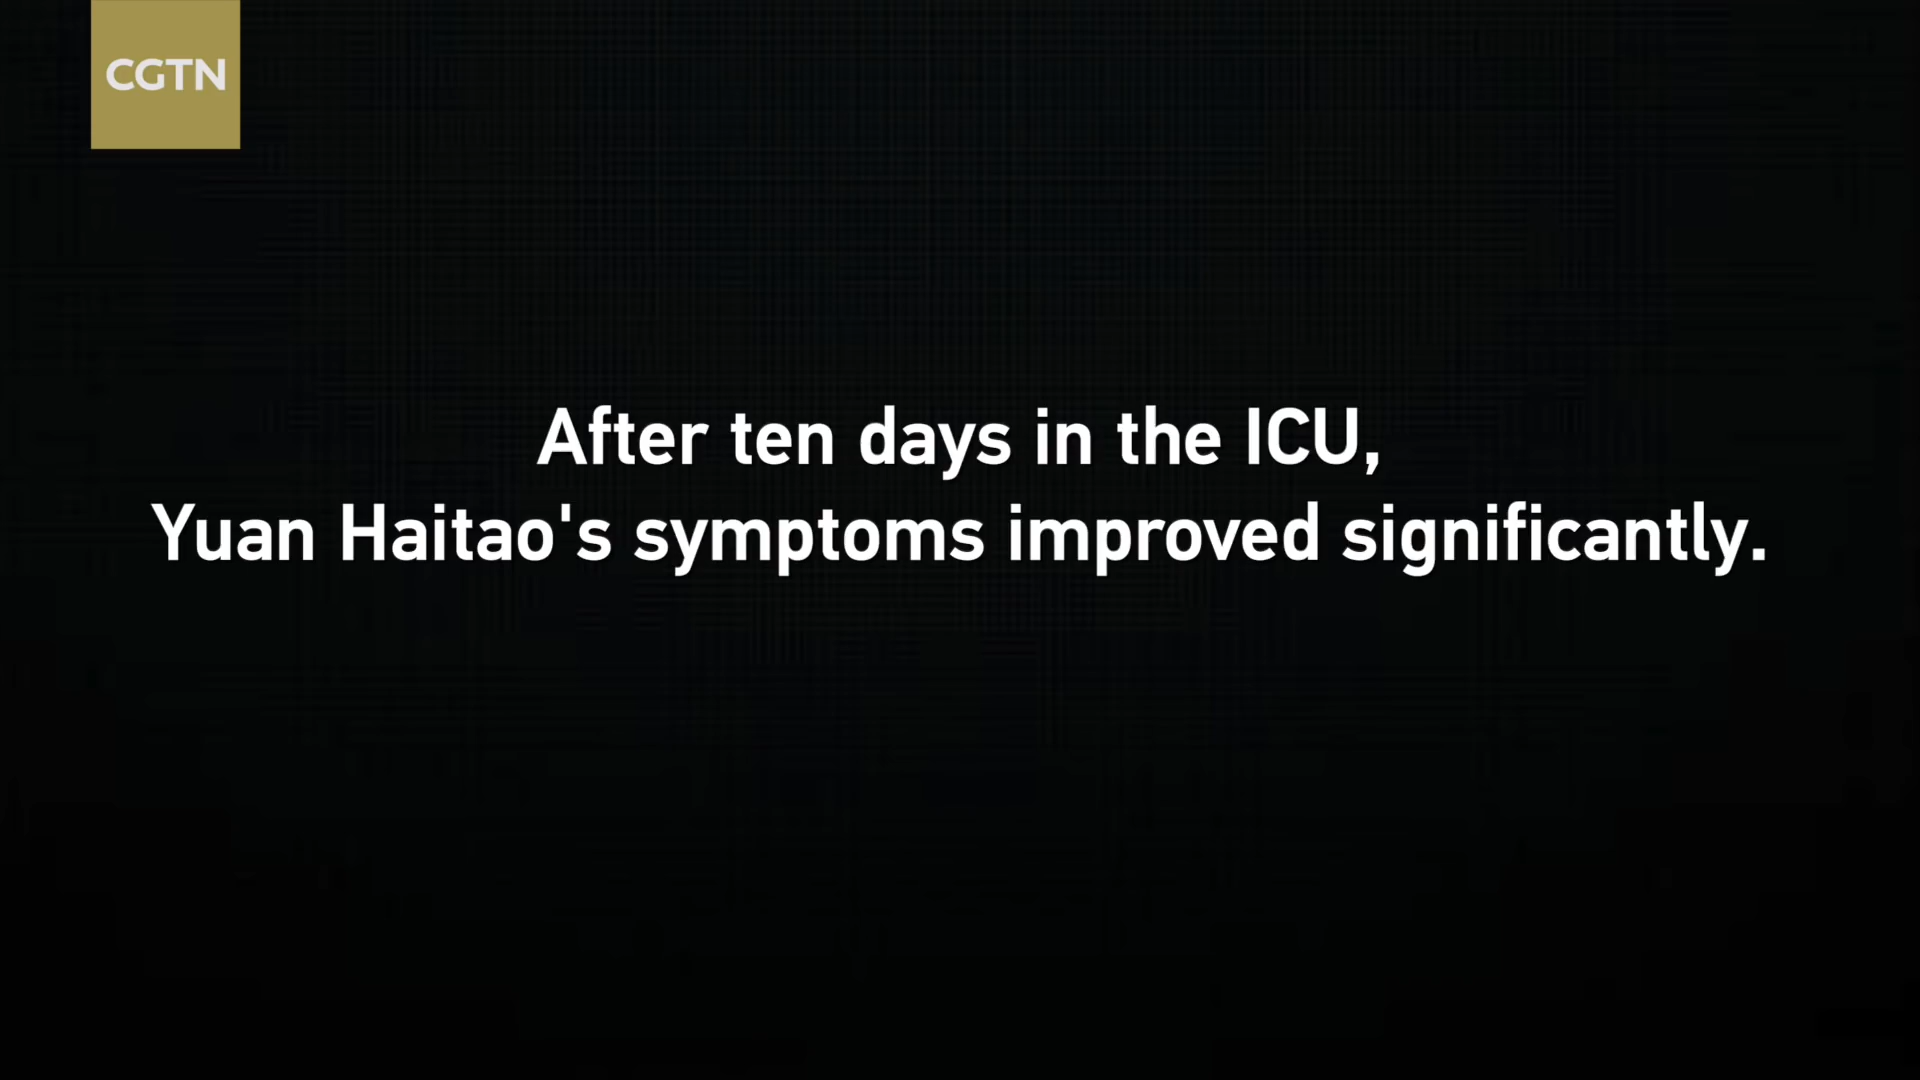 CGTN
After ten days in the ICU,
Yuan Haitao's symptoms improved significantly.